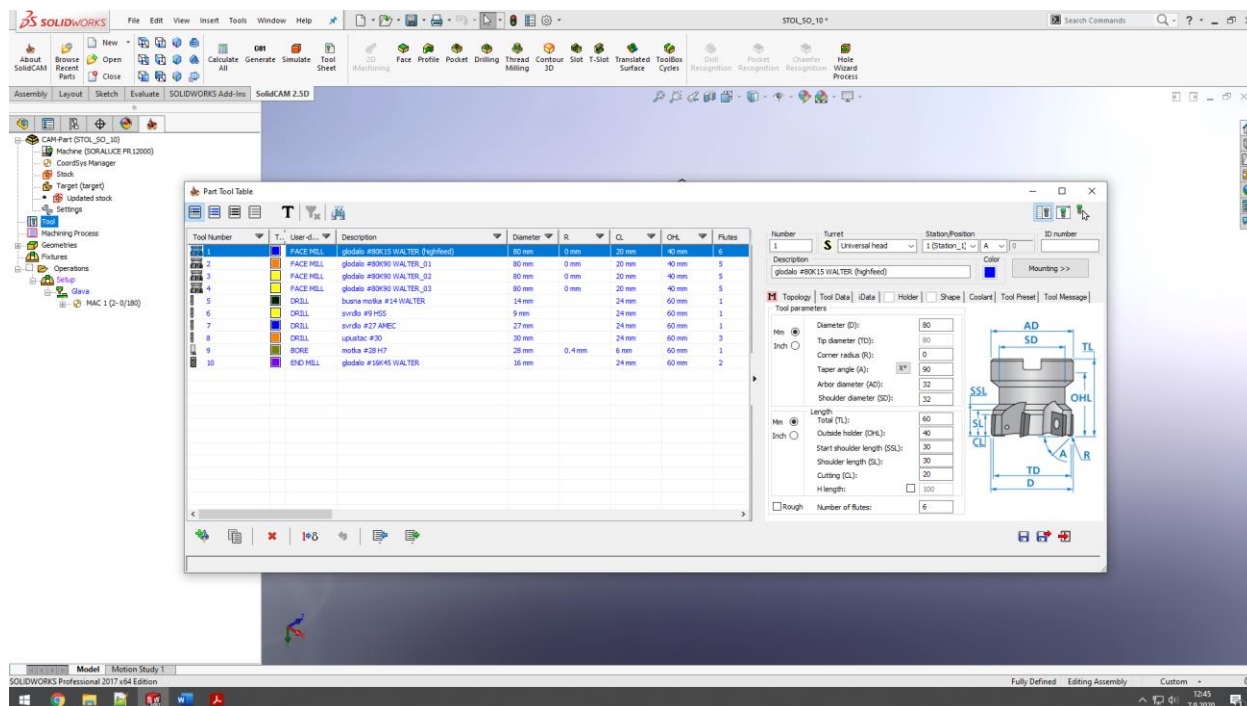 SOLIDWORKS File Edit View Insert Tools Window Help STOL_SO_10 * Search Commands
About SolidCAM
Browse Recent Parts
New
Open
Close
Calculate All
G01
Generate
Simulate
Tool Sheet
2D iMachining
Face Profile Pocket Drilling
Thread Milling
Contour 3D
Slot T-Slot
Translated Surface
ToolBox Cycles
Drill Recognition
Pocket Recognition
Chamfer Recognition
Hole Wizard Process
Assembly Layout Sketch Evaluate SOLIDWORKS Add-Ins SolidCAM 2.5D
CAM-Part (STOL_SO_10)
Machine (SORALUCE FR 12000)
CoordSys Manager
Stock
Target (target)
Updated stock
Settings
Tool
Machining Process
Geometries
Fixtures
Operations
Setup
Glava
MAC 1 (2- 0/180)
Part Tool Table
Tool Number T.. User-d... Description Diameter R α CL OHL Flutes
1 FACE MILL glodalo #80K15 WALTER (highfeed) 80 mm 0 mm 20 mm 40 mm 6
2 FACE MILL glodalo #80K90 WALTER_01 80 mm 0 mm 20 mm 40 mm 5
3 FACE MILL glodalo #80K90 WALTER_02 80 mm 0 mm 20 mm 40 mm 5
4 FACE MILL glodalo #80K90 WALTER_03 80 mm 0 mm 20 mm 40 mm 5
5 DRILL busna motka #14 WALTER 14 mm 24 mm 60 mm 1
6 DRILL svrdlo #9 HSS 9 mm 24 mm 60 mm 1
7 DRILL svrdlo #27 AMEC 27 mm 24 mm 60 mm 1
8 DRILL upustac #30 30 mm 24 mm 60 mm 3
9 BORE motka #28 H7 28 mm 0.4 mm 6 mm 60 mm 1
10 END MILL glodalo #16K45 WALTER 16 mm 24 mm 60 mm 2
Number Turret Station/Position ID number
1 S Universal head 1 (Station_1) A 0
Description Color
glodalo #80K15 WALTER (highfeed) Mounting >>
M Topology Tool Data iData Holder Shape Coolant Tool Preset Tool Message
Tool parameters
Mm
Inch
Diameter (D): 80
Tip diameter (TD): 80
Corner radius (R): 0
Taper angle (A): X° 90
Arbor diameter (AD): 32
Shoulder diameter (SD): 32
Length
Mm
Inch
Total (TL): 60
Outside holder (OHL): 40
Start shoulder length (SSL): 30
Shoulder length (SL): 30
Cutting (CL): 20
H length: 100
Rough Number of flutes: 6
AD
SD
TL
SSL
OHL
SL
CL
A
R
TD
D
Model Motion Study 1
SOLIDWORKS Professional 2017 x64 Edition Fully Defined Editing Assembly Custom
12:45
7.9.2020.